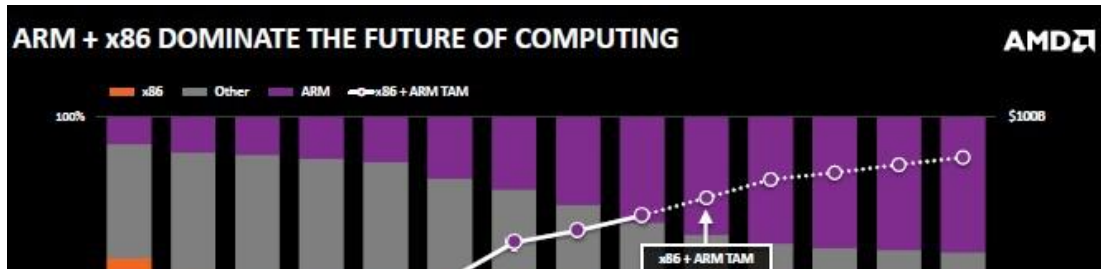 ARM + x86 DOMINATE THE FUTURE OF COMPUTING
AMD
x86 Other ARM x86 + ARM TAM
100%
$100B
x86 + ARM TAM